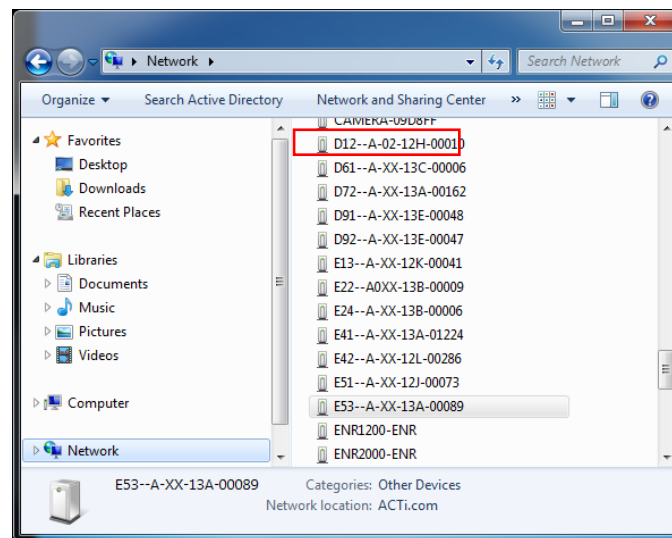 Network
Search Network
Organize
Search Active Directory
Network and Sharing Center
»
Favorites
Desktop
Downloads
Recent Places
Libraries
Documents
Music
Pictures
Videos
Computer
Network
CAMERA-09D8FF
D12--A-02-12H-00010
D61--A-XX-13C-00006
D72--A-XX-13A-00162
D91--A-XX-13E-00048
D92--A-XX-13E-00047
E13--A-XX-12K-00041
E22--A0XX-13B-00009
E24--A-XX-13B-00006
E41--A-XX-13A-01224
E42--A-XX-12L-00286
E51--A-XX-12J-00073
E53--A-XX-13A-00089
ENR1200-ENR
ENR2000-ENR
E53--A-XX-13A-00089 Categories: Other Devices
Network location: ACTi.com